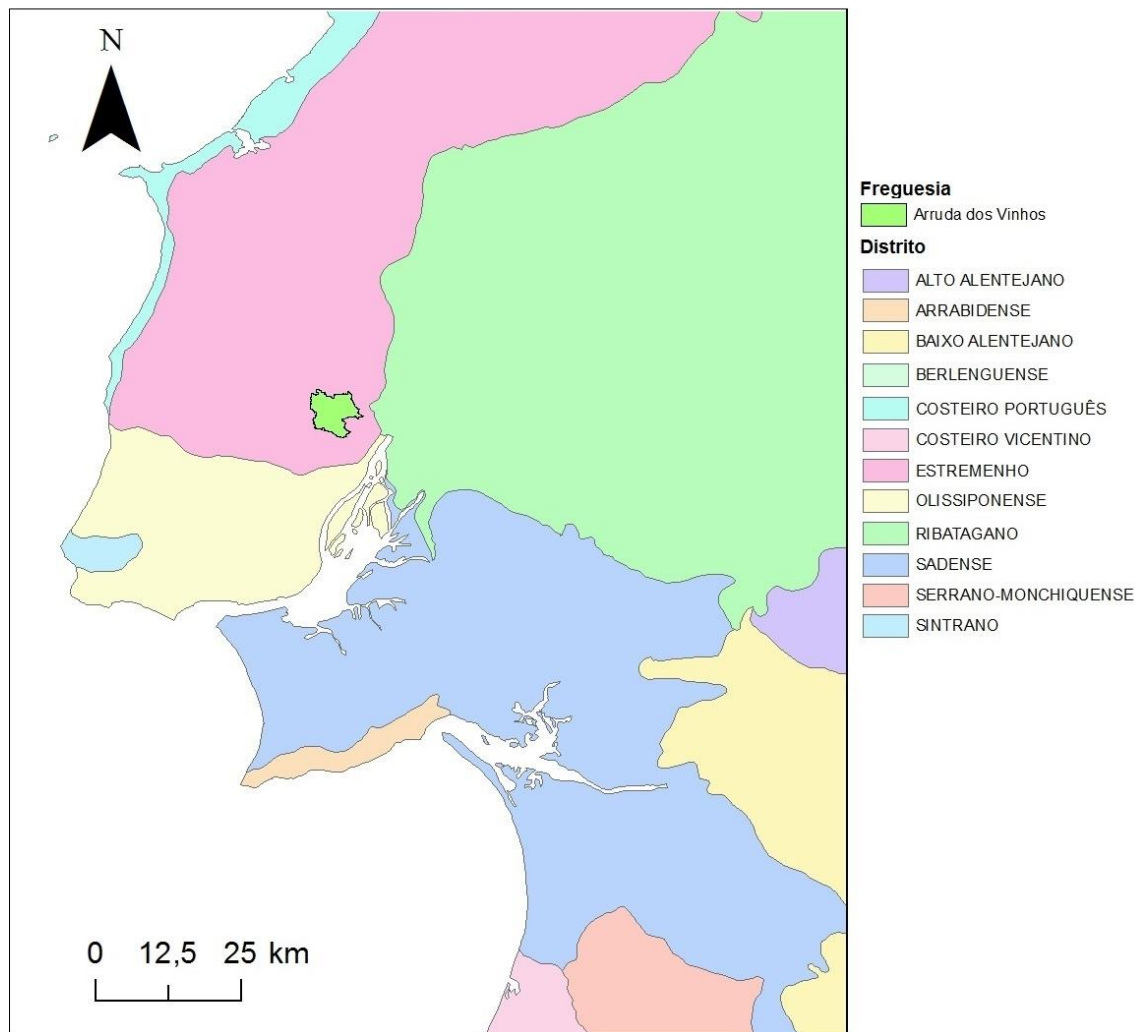 N
Freguesia
Arruda dos Vinhos
Distrito
ALTO ALENTEJANO
ARRABIDENSE
BAIXO ALENTEJANO
BERLENGUENSE
COSTEIRO PORTUGUÊS
COSTEIRO VICENTINO
ESTREMENHO
OLISSIPONENSE
RIBATAGANO
SADENSE
SERRANO-MONCHIQUENSE
SINTRANO
0 12,5 25 km